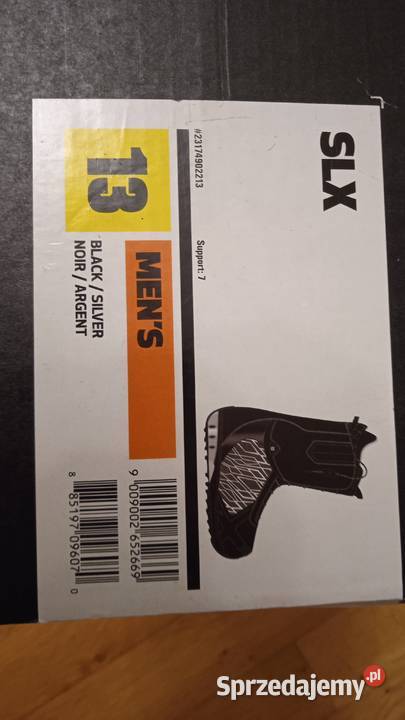 SLX
#23174902213
Support: 7
13
MEN'S
BLACK / SILVER
NOIR / ARGENT
9 009002 652669
8 85197 09607 0
Sprzedajemy.pl